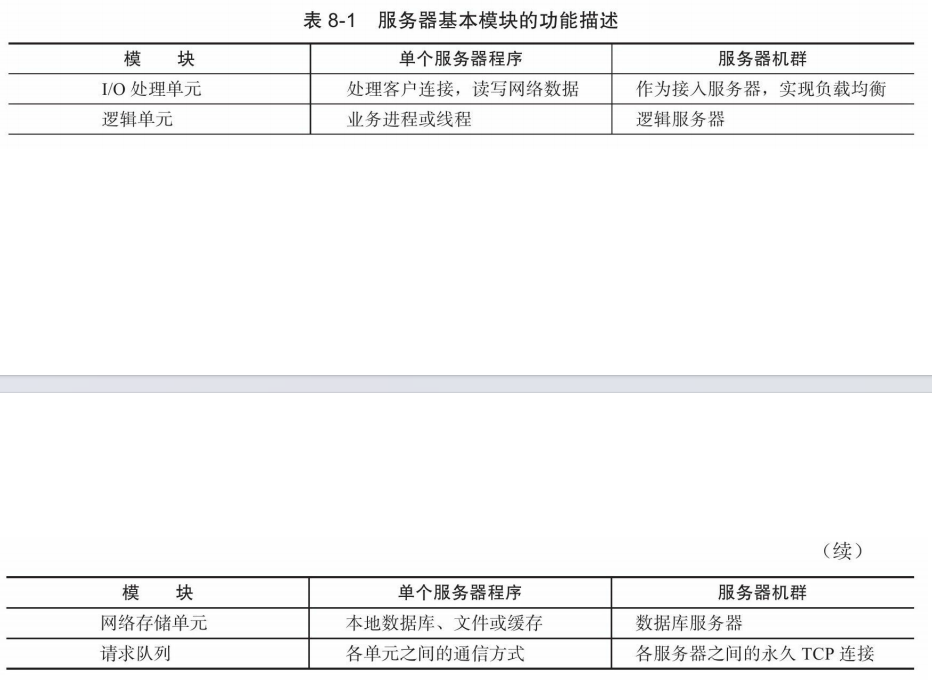 表 8-1 服务器基本模块的功能描述
模 块 单个服务器程序 服务器机群
I/O 处理单元 处理客户连接，读写网络数据 作为接入服务器，实现负载均衡
逻辑单元 业务进程或线程 逻辑服务器
（续）
模 块 单个服务器程序 服务器机群
网络存储单元 本地数据库、文件或缓存 数据库服务器
请求队列 各单元之间的通信方式 各服务器之间的永久 TCP 连接